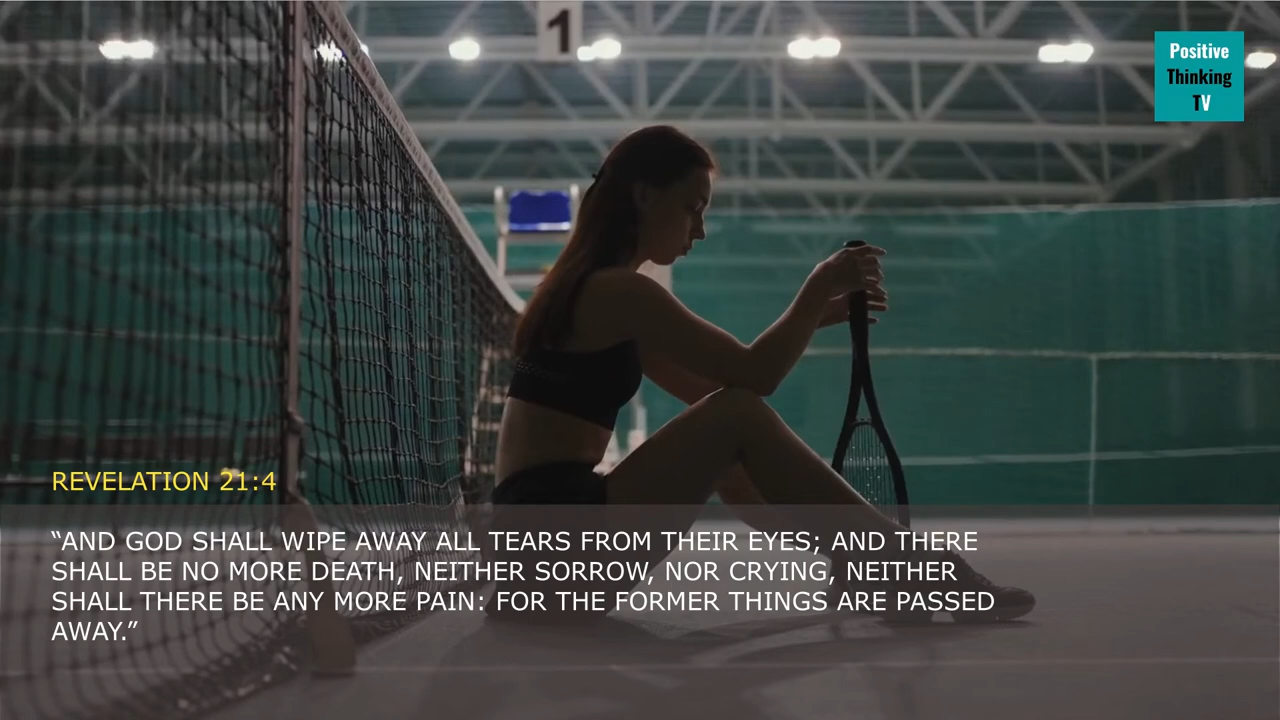 1
Positive
Thinking
TV
REVELATION 21:4
“AND GOD SHALL WIPE AWAY ALL TEARS FROM THEIR EYES; AND THERE
SHALL BE NO MORE DEATH, NEITHER SORROW, NOR CRYING, NEITHER
SHALL THERE BE ANY MORE PAIN: FOR THE FORMER THINGS ARE PASSED
AWAY.”